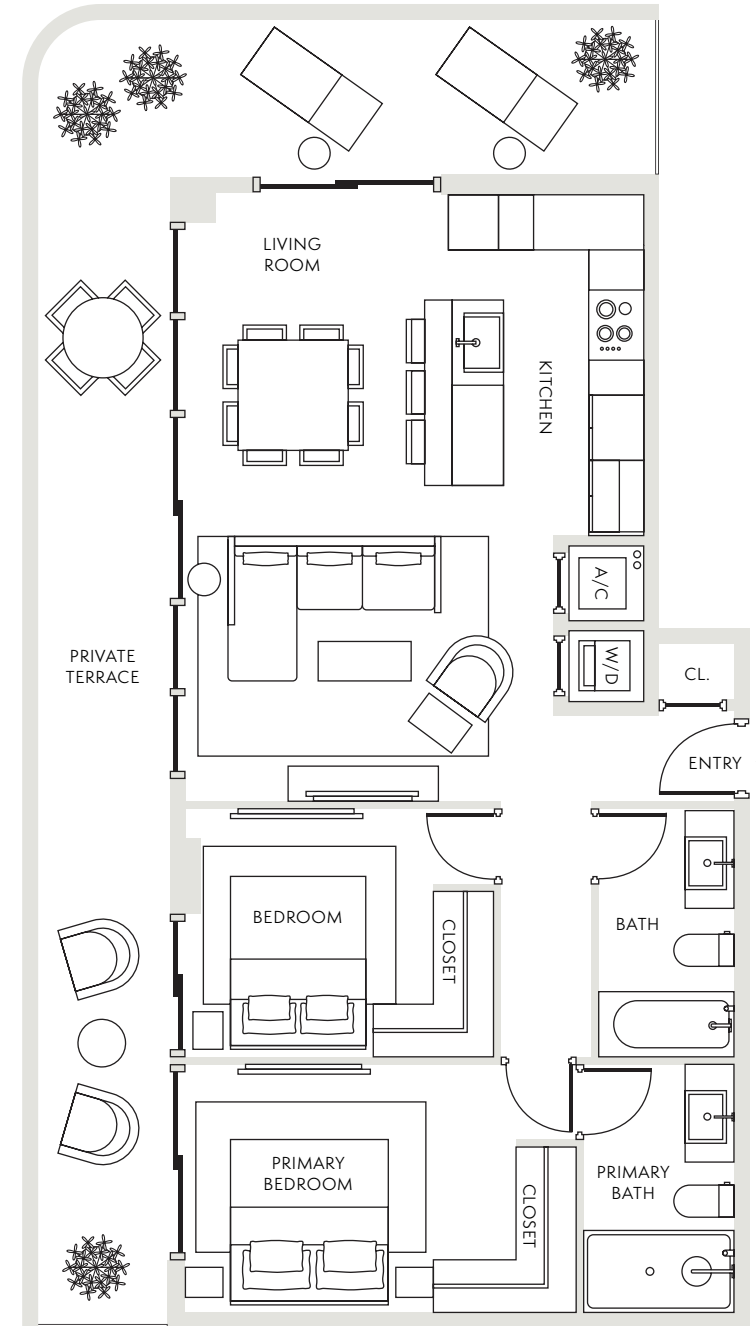 LIVING
ROOM
KITCHEN
A/C
PRIVATE
TERRACE
W/D
CL.
ENTRY
BEDROOM
CLOSET
BATH
PRIMARY
BEDROOM
CLOSET
PRIMARY
BATH